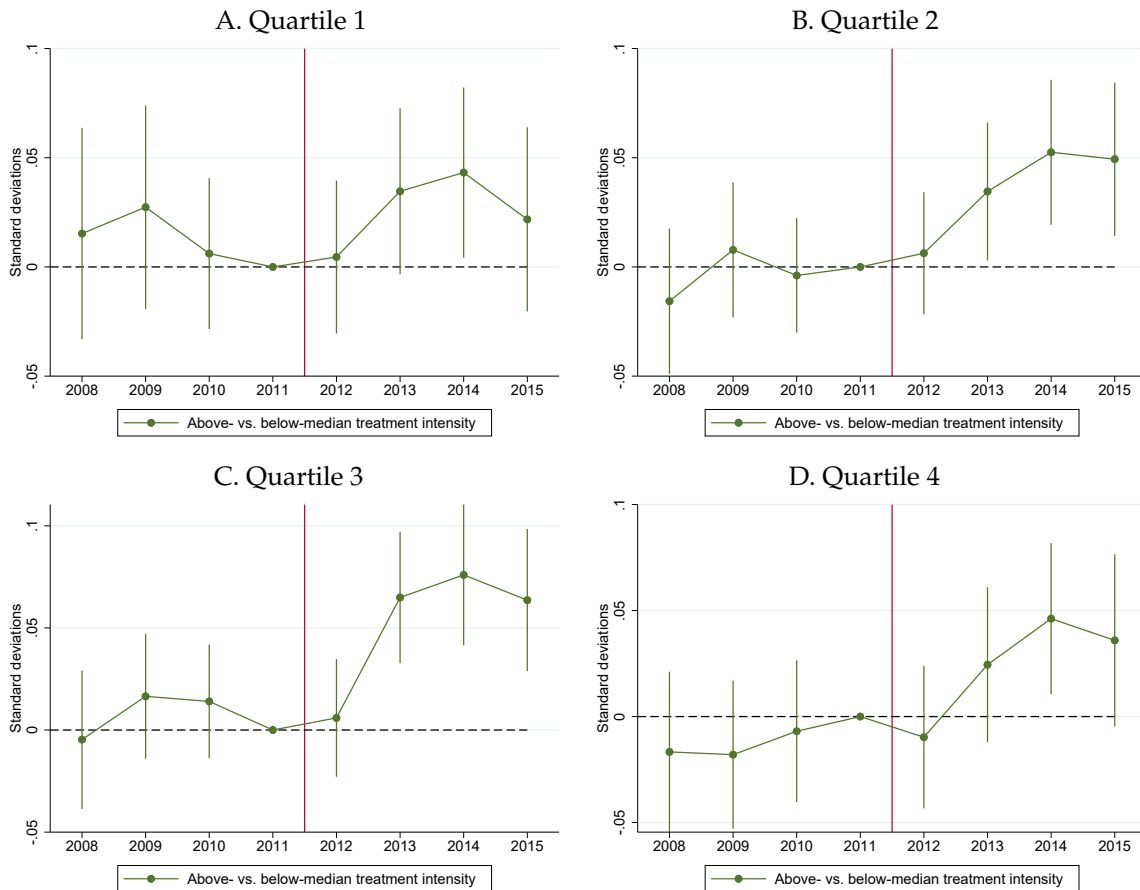 A. Quartile 1
Standard deviations
.1
.05
0
-.05
2008 2009 2010 2011 2012 2013 2014 2015
Above- vs. below-median treatment intensity
B. Quartile 2
Standard deviations
.1
.05
0
-.05
2008 2009 2010 2011 2012 2013 2014 2015
Above- vs. below-median treatment intensity
C. Quartile 3
Standard deviations
.1
.05
0
-.05
2008 2009 2010 2011 2012 2013 2014 2015
Above- vs. below-median treatment intensity
D. Quartile 4
Standard deviations
.1
.05
0
-.05
2008 2009 2010 2011 2012 2013 2014 2015
Above- vs. below-median treatment intensity